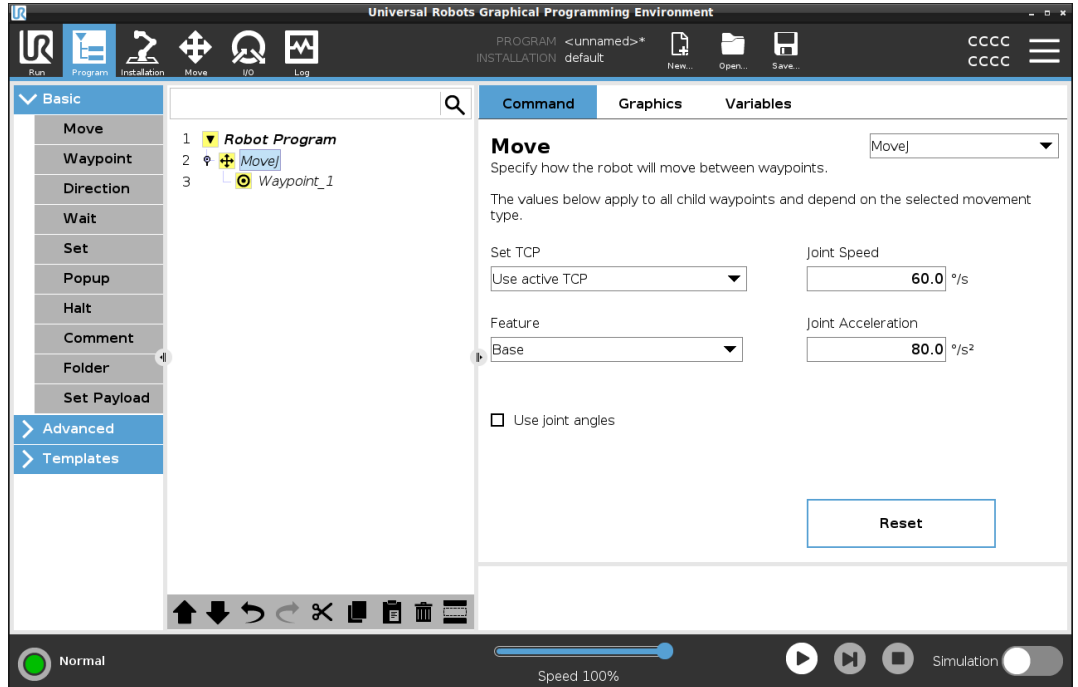 Universal Robots Graphical Programming Environment
Run
Program
Installation
Move
I/O
Log
PROGRAM <unnamed>*
INSTALLATION default
New...
Open...
Save...
CCCC
CCCC
Basic
Move
Waypoint
Direction
Wait
Set
Popup
Halt
Comment
Folder
Set Payload
Advanced
Templates
1 Robot Program
2 MoveJ
3 Waypoint_1
Command Graphics Variables
Move
MoveJ
Specify how the robot will move between waypoints.
The values below apply to all child waypoints and depend on the selected movement
type.
Set TCP
Use active TCP
Joint Speed
60.0 °/s
Feature
Base
Joint Acceleration
80.0 °/s²
Use joint angles
Reset
Normal
Speed 100%
Simulation